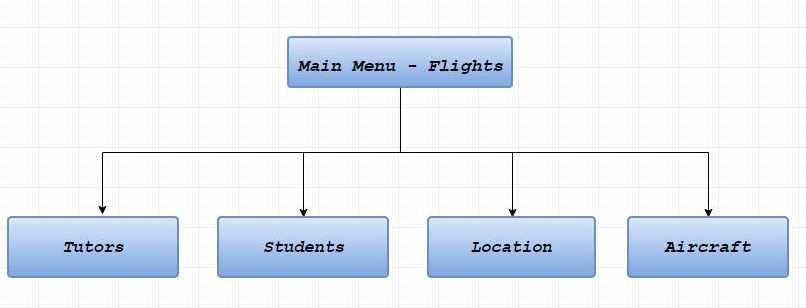 Main Menu - Flights
Tutors
Students
Location
Aircraft